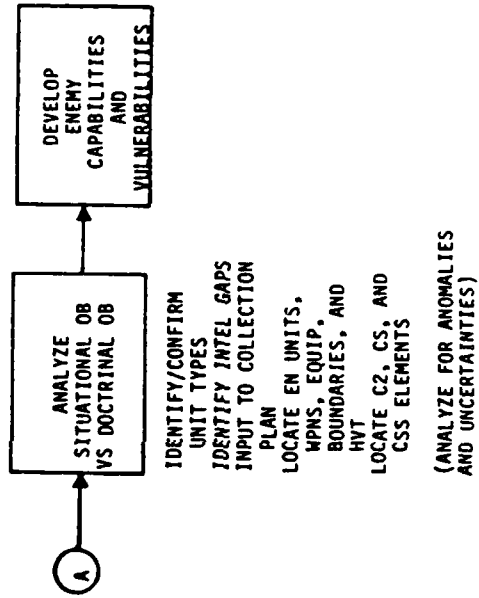 A
ANALYZE
SITUATIONAL OB
VS DOCTRINAL OB
DEVELOP
ENEMY
CAPABILITIES
AND
VULNERABILITIES
IDENTIFY/CONFIRM
UNIT TYPES
IDENTIFY INTEL GAPS
INPUT TO COLLECTION
PLAN
LOCATE EN UNITS,
WPNS, EQUIP,
BOUNDARIES, AND
HVT
LOCATE C2, CS, AND
CSS ELEMENTS
(ANALYZE FOR ANOMALIES
AND UNCERTAINTIES)